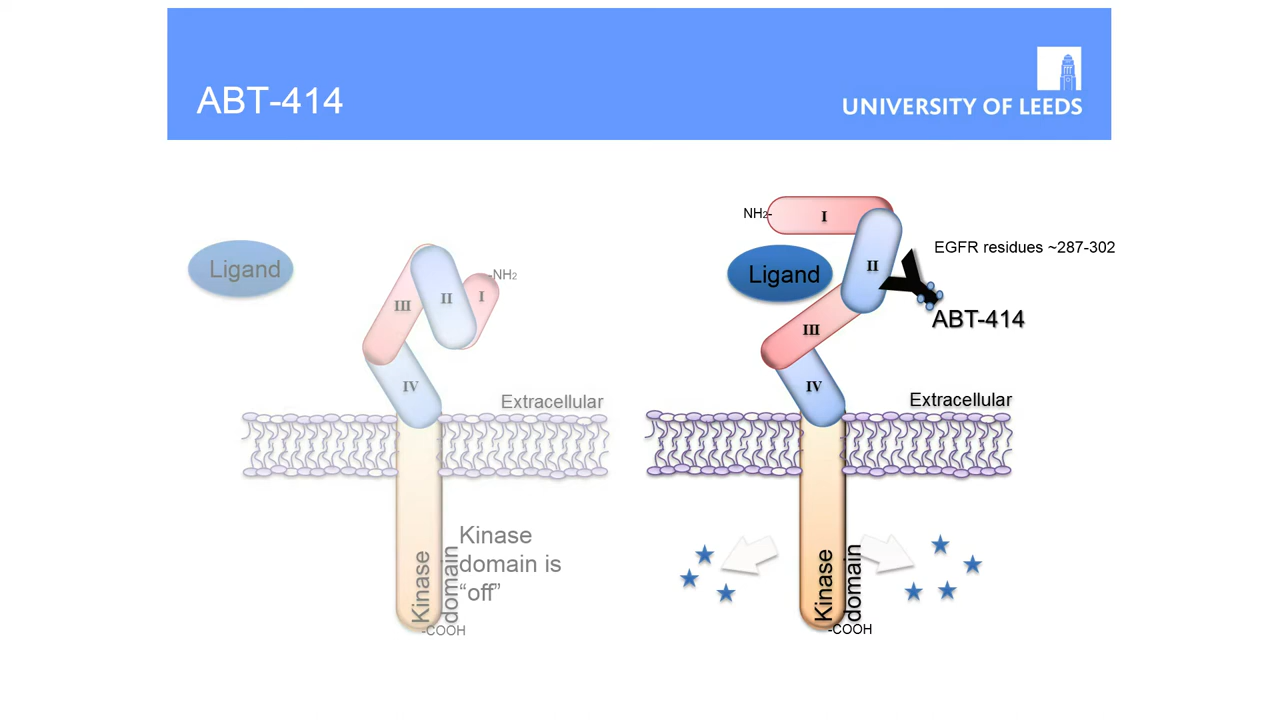 ABT-414
UNIVERSITY OF LEEDS
Ligand
-NH2
III
II
I
IV
Extracellular
Kinase
domain
Kinase
domain is
“off”
-COOH
NH2-
I
II
EGFR residues ~287-302
Ligand
ABT-414
III
IV
Extracellular
Kinase
domain
-COOH